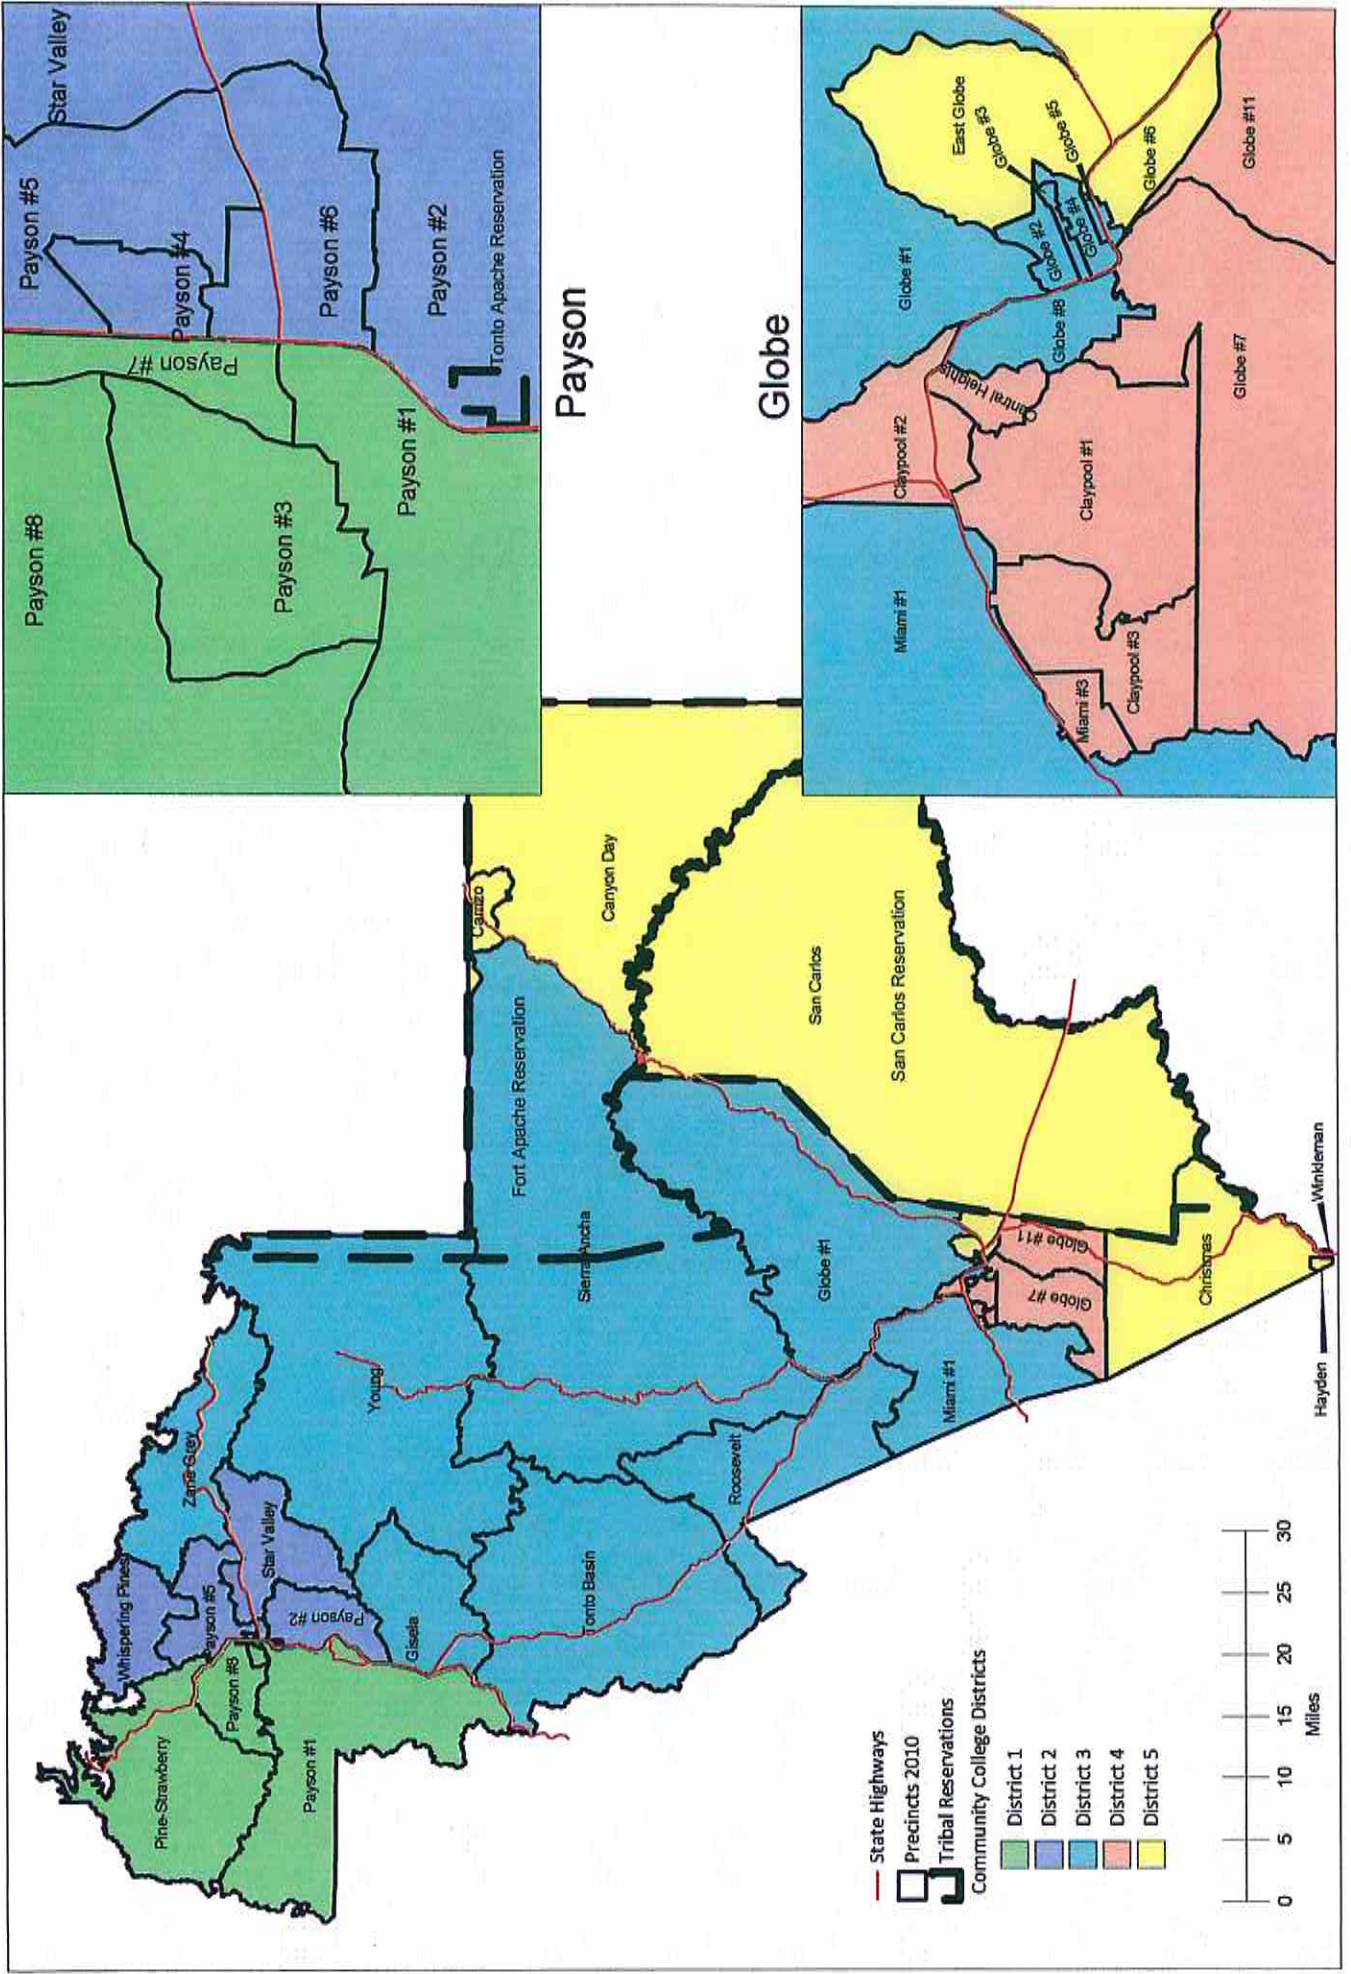 Star Valley
Payson #5
Payson #4
Payson #6
Payson #2
Tonto Apache Reservation
Payson #7
Payson #1
Payson #8
Payson #3
Payson
Globe
East Globe
Globe #3
Globe #5
Globe #6
Globe #11
Globe #1
Globe #2
Globe #4
Globe #8
Central Heights
Globe #7
Claypool #2
Claypool #1
Miami #1
Claypool #3
Miami #3
Carrizo
Canyon Day
San Carlos
San Carlos Reservation
Fort Apache Reservation
Sierra Ancha
Globe #1
Globe #11
Globe #7
Christmas
Winkleman
Hayden
Miami #1
Young
Roosevelt
Zane Grey
Star Valley
Whispering Pines
Payson #5
Payson #2
Gisela
Tonto Basin
Payson #8
Pine-Strawberry
Payson #1
State Highways
Precincts 2010
Tribal Reservations
Community College Districts
District 1
District 2
District 3
District 4
District 5
0 5 10 15 20 25 30
Miles